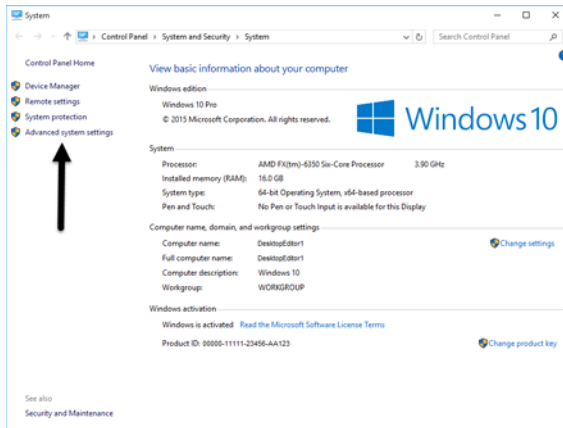 System
Control Panel > System and Security > System
Search Control Panel
Control Panel Home
Device Manager
Remote settings
System protection
Advanced system settings
View basic information about your computer
Windows edition
Windows 10 Pro
© 2015 Microsoft Corporation. All rights reserved.
Windows 10
System
Processor: AMD FX(tm)-6350 Six-Core Processor 3.90 GHz
Installed memory (RAM): 16.0 GB
System type: 64-bit Operating System, x64-based processor
Pen and Touch: No Pen or Touch Input is available for this Display
Computer name, domain, and workgroup settings
Computer name: DesktopEditor1
Change settings
Full computer name: DesktopEditor1
Computer description: Windows 10
Workgroup: WORKGROUP
Windows activation
Windows is activated Read the Microsoft Software License Terms
Product ID: 00000-11111-23456-AA123
Change product key
See also
Security and Maintenance